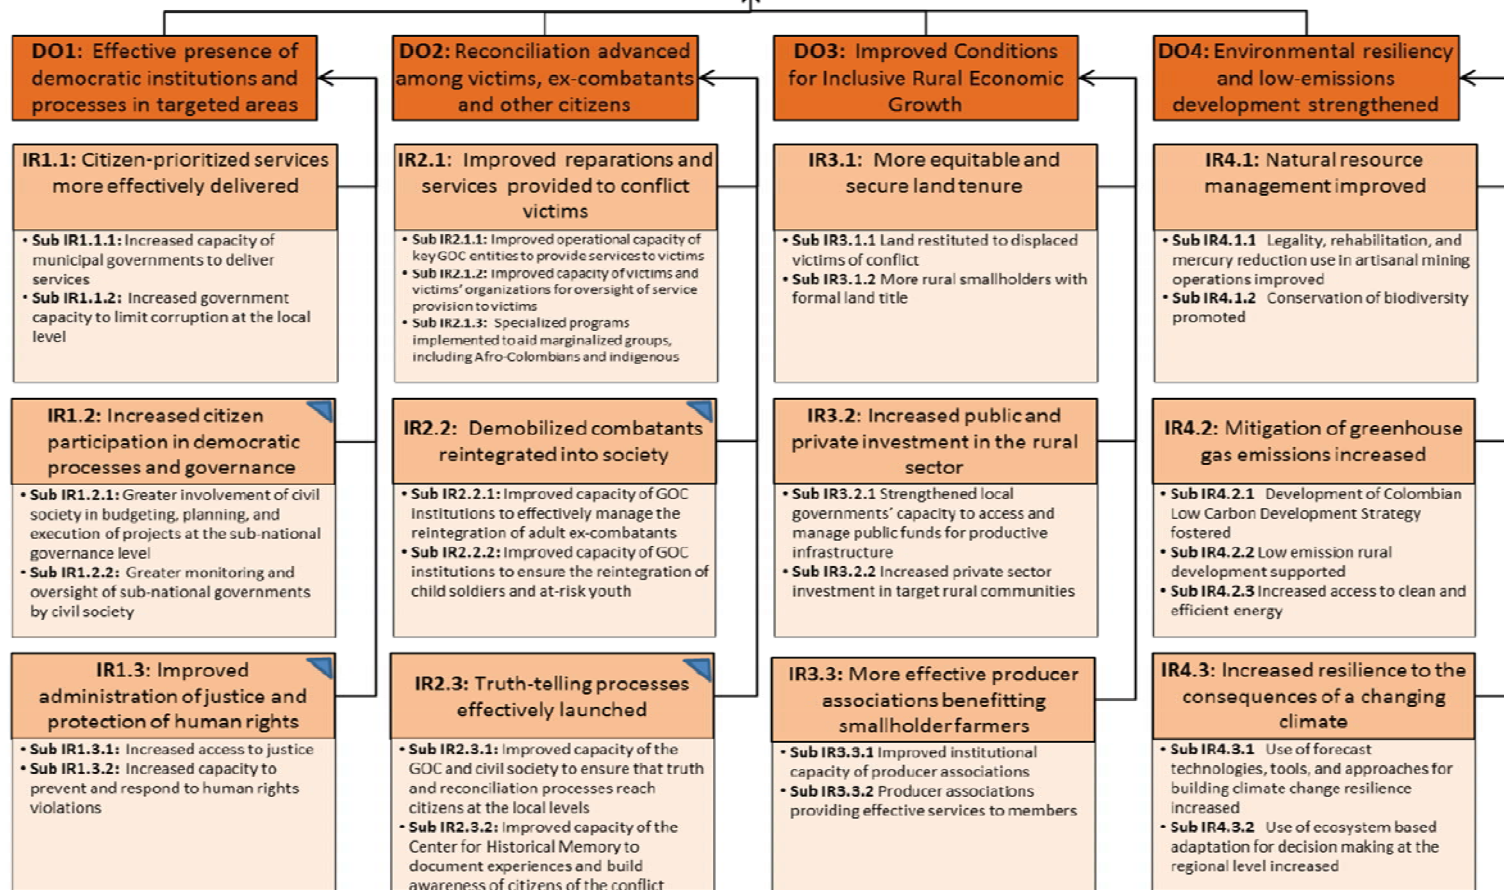 DO1: Effective presence of
democratic institutions and
processes in targeted areas
IR1.1: Citizen-prioritized services
more effectively delivered
• Sub IR1.1.1: Increased capacity of
municipal governments to deliver
services
• Sub IR1.1.2: Increased government
capacity to limit corruption at the local
level
IR1.2: Increased citizen
participation in democratic
processes and governance
• Sub IR1.2.1: Greater involvement of civil
society in budgeting, planning, and
execution of projects at the sub-national
governance level
• Sub IR1.2.2: Greater monitoring and
oversight of sub-national governments
by civil society
IR1.3: Improved
administration of justice and
protection of human rights
• Sub IR1.3.1: Increased access to justice
• Sub IR1.3.2: Increased capacity to
prevent and respond to human rights
violations
DO2: Reconciliation advanced
among victims, ex-combatants
and other citizens
IR2.1: Improved reparations and
services provided to conflict
victims
• Sub IR2.1.1: Improved operational capacity of
key GOC entities to provide services to victims
• Sub IR2.1.2: Improved capacity of victims and
victims' organizations for oversight of service
provision to victims
• Sub IR2.1.3: Specialized programs
implemented to aid marginalized groups,
including Afro-Colombians and indigenous
IR2.2: Demobilized combatants
reintegrated into society
• Sub IR2.2.1: Improved capacity of GOC
institutions to effectively manage the
reintegration of adult ex-combatants
• Sub IR2.2.2: Improved capacity of GOC
institutions to ensure the reintegration of
child soldiers and at-risk youth
IR2.3: Truth-telling processes
effectively launched
• Sub IR2.3.1: Improved capacity of the
GOC and civil society to ensure that truth
and reconciliation processes reach
citizens at the local levels
• Sub IR2.3.2: Improved capacity of the
Center for Historical Memory to
document experiences and build
awareness of citizens of the conflict
DO3: Improved Conditions
for Inclusive Rural Economic
Growth
IR3.1: More equitable and
secure land tenure
• Sub IR3.1.1 Land restituted to displaced
victims of conflict
• Sub IR3.1.2 More rural smallholders with
formal land title
IR3.2: Increased public and
private investment in the rural
sector
• Sub IR3.2.1 Strengthened local
governments' capacity to access and
manage public funds for productive
infrastructure
• Sub IR3.2.2 Increased private sector
investment in target rural communities
IR3.3: More effective producer
associations benefitting
smallholder farmers
• Sub IR3.3.1 Improved institutional
capacity of producer associations
• Sub IR3.3.2 Producer associations
providing effective services to members
DO4: Environmental resiliency
and low-emissions
development strengthened
IR4.1: Natural resource
management improved
• Sub IR4.1.1 Legality, rehabilitation, and
mercury reduction use in artisanal mining
operations improved
• Sub IR4.1.2 Conservation of biodiversity
promoted
IR4.2: Mitigation of greenhouse
gas emissions increased
• Sub IR4.2.1 Development of Colombian
Low Carbon Development Strategy
fostered
• Sub IR4.2.2 Low emission rural
development supported
• Sub IR4.2.3 Increased access to clean and
efficient energy
IR4.3: Increased resilience to the
consequences of a changing
climate
• Sub IR4.3.1 Use of forecast
technologies, tools, and approaches for
building climate change resilience
increased
• Sub IR4.3.2 Use of ecosystem based
adaptation for decision making at the
regional level increased